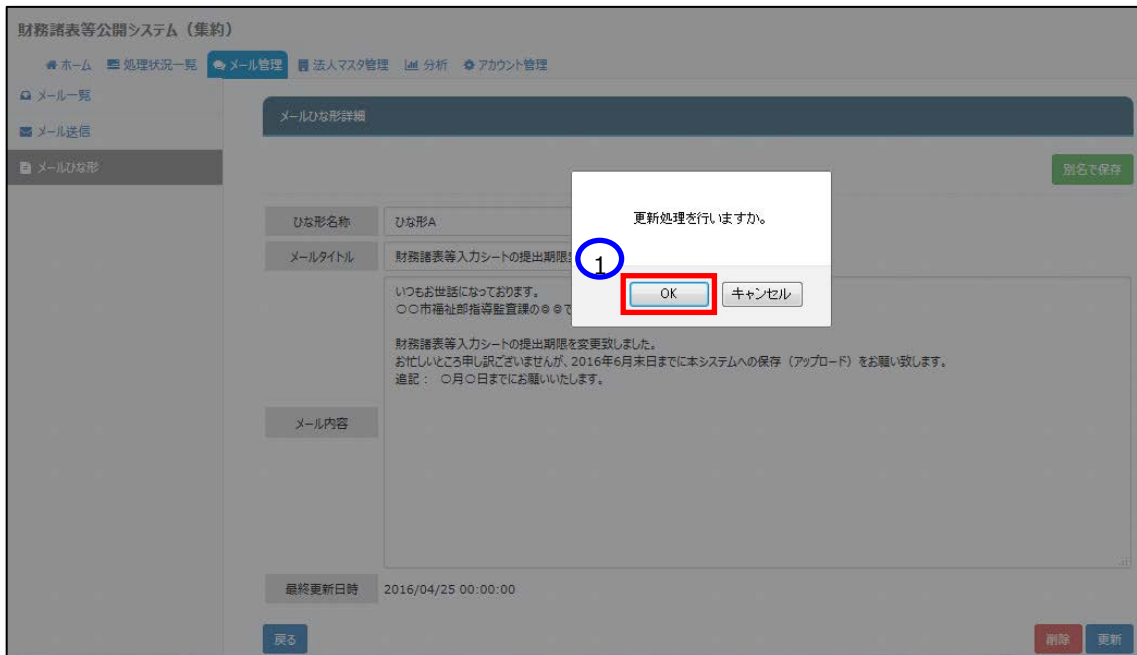 財務諸表等公開システム（集約）
ホーム 処理状況一覧 メール管理 法人マスタ管理 分析 アカウント管理
メール一覧
メール送信
メールひな形
メールひな形詳細
別名で保存
更新処理を行いますか。
1
OK キャンセル
ひな形名称 ひな形A
メールタイトル 財務諸表等入力シートの提出期限
メール内容
いつもお世話になっております。
○○市福祉部指導監査課の◎◎で
財務諸表等入力シートの提出期限を変更致しました。
お忙しいところ申し訳ございませんが、2016年6月末日までに本システムへの保存（アップロード）をお願い致します。
追記： ○月○日までにお願いいたします。
最終更新日時 2016/04/25 00:00:00
戻る 削除 更新